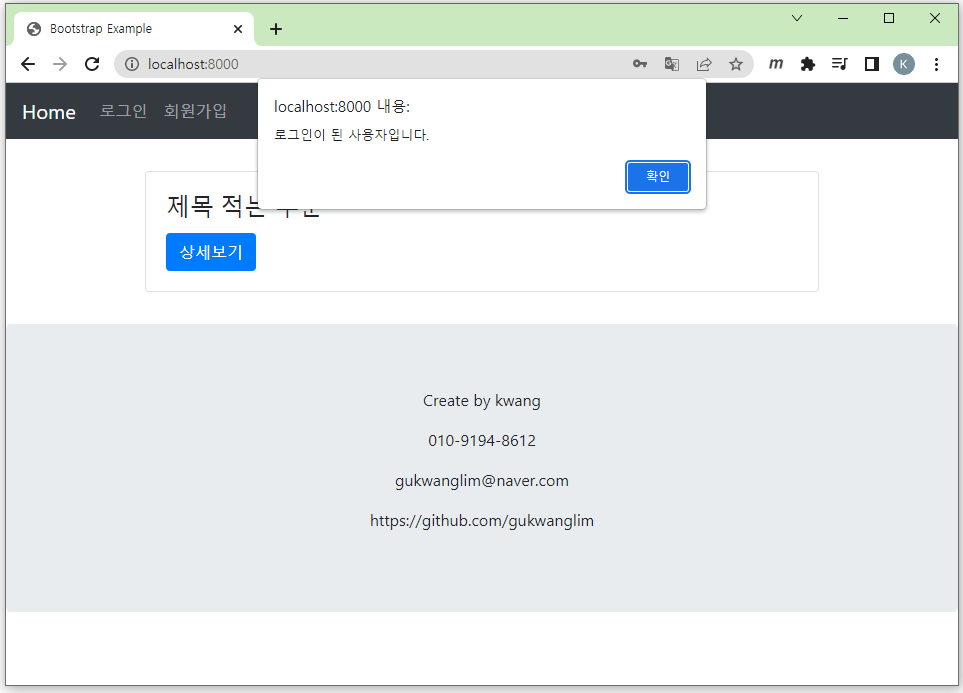 Bootstrap Example
localhost:8000
m
K
Home 로그인 회원가입
localhost:8000 내용:
로그인이 된 사용자입니다.
확인
제목 적는
상세보기
Create by kwang
010-9194-8612
gukwanglim@naver.com
https://github.com/gukwanglim